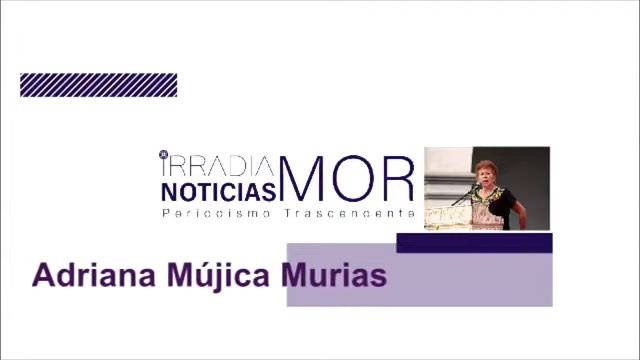 IRRADIA
NOTICIAS MOR
Periodismo Trascendente
Adriana Mújica Murias